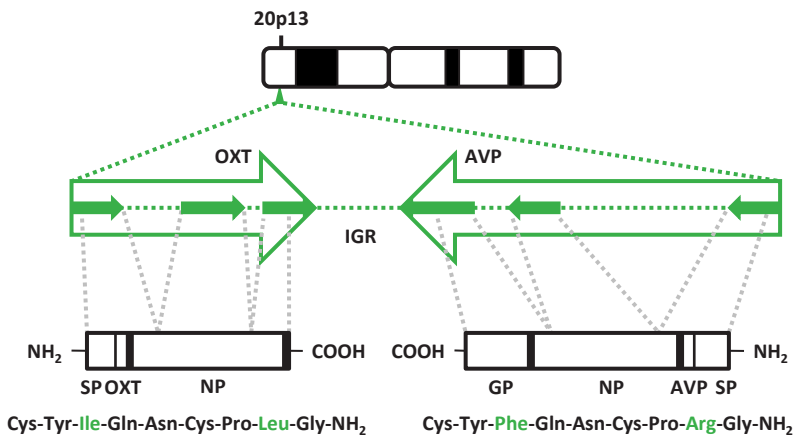 20p13
OXT AVP
IGR
NH₂ COOH COOH NH₂
SP OXT NP GP NP AVP SP
Cys-Tyr-Ile-Gln-Asn-Cys-Pro-Leu-Gly-NH₂ Cys-Tyr-Phe-Gln-Asn-Cys-Pro-Arg-Gly-NH₂